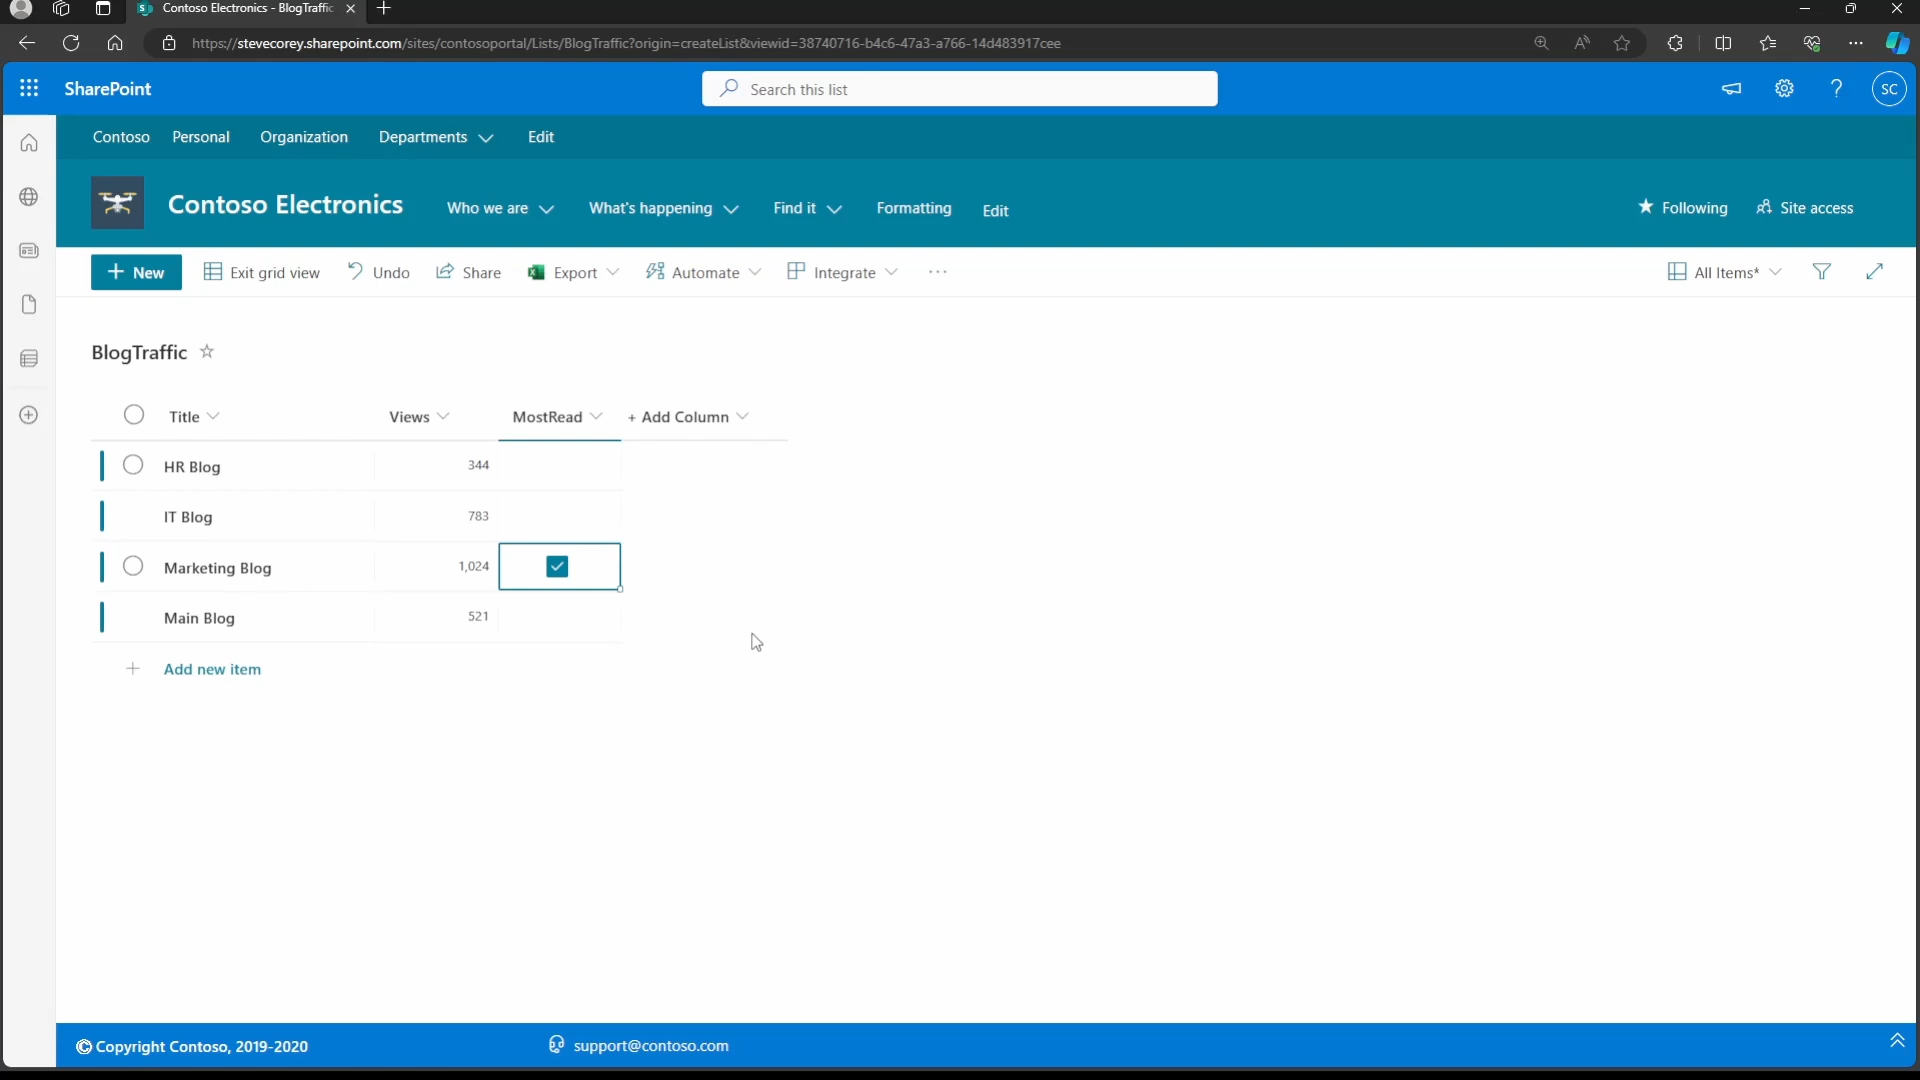 Contoso Electronics - BlogTraffic
https://stevecorey.sharepoint.com/sites/contosoportal/Lists/BlogTraffic?origin=createList&viewid=38740716-b4c6-47a3-a766-14d483917cee
SharePoint
Search this list
SC
Contoso Personal Organization Departments Edit
Contoso Electronics Who we are What's happening Find it Formatting Edit Following Site access
+ New Exit grid view Undo Share Export Automate Integrate ... All Items*
BlogTraffic
Title Views MostRead + Add Column
HR Blog 344
IT Blog 783
Marketing Blog 1,024
Main Blog 521
+ Add new item
© Copyright Contoso, 2019-2020 support@contoso.com